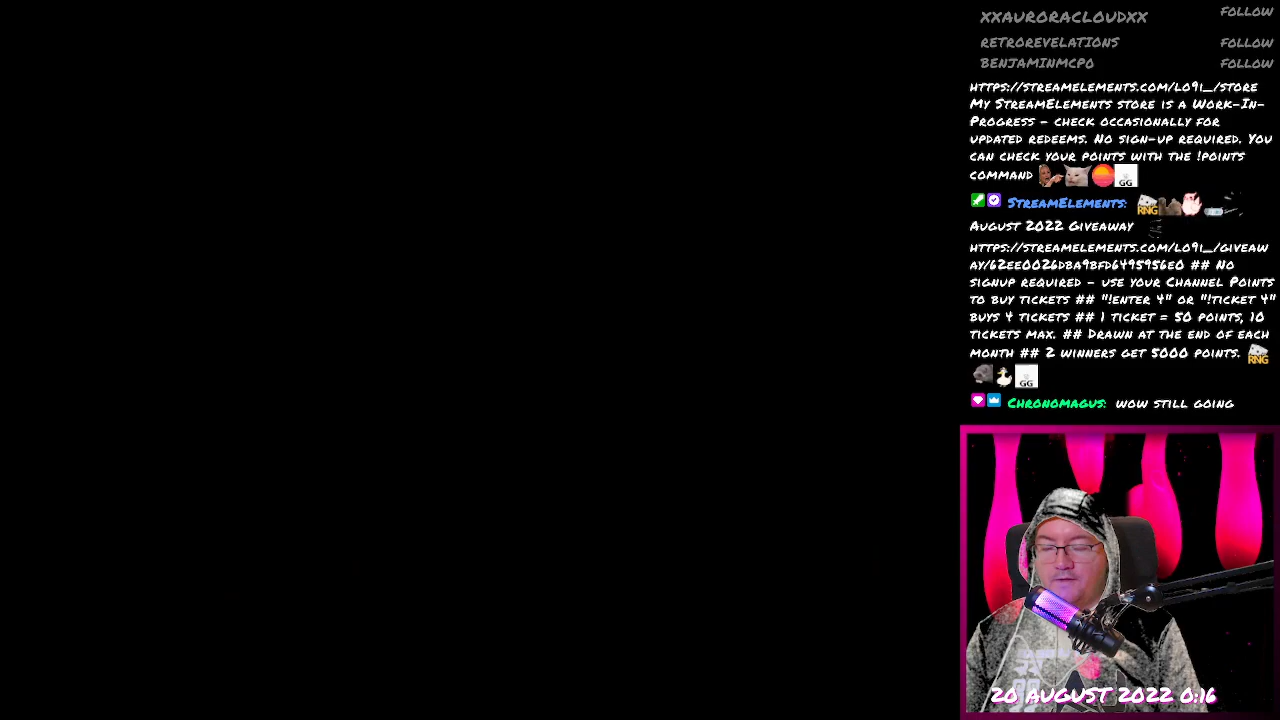 XXAURORACLOUDXX FOLLOW
RETROREVELATIONS FOLLOW
BENJAMINMCPO FOLLOW
HTTPS://STREAMELEMENTS.COM/LO9I_/STORE
MY STREAMELEMENTS STORE IS A WORK-IN-
PROGRESS - CHECK OCCASIONALLY FOR
UPDATED REDEEMS. NO SIGN-UP REQUIRED. YOU
CAN CHECK YOUR POINTS WITH THE !POINTS
COMMAND GG
STREAMELEMENTS: RNG
AUGUST 2022 GIVEAWAY
HTTPS://STREAMELEMENTS.COM/LO9I_/GIVEAW
AY/62EE0026DBA9BFD6495956E0 ## NO
SIGNUP REQUIRED - USE YOUR CHANNEL POINTS
TO BUY TICKETS ## "!ENTER 4" OR "!TICKET 4"
BUYS 4 TICKETS ## 1 TICKET = 50 POINTS, 10
TICKETS MAX. ## DRAWN AT THE END OF EACH
MONTH ## 2 WINNERS GET 5000 POINTS. RNG
GG
CHRONOMAGUS: WOW STILL GOING
20 AUGUST 2022 0:16